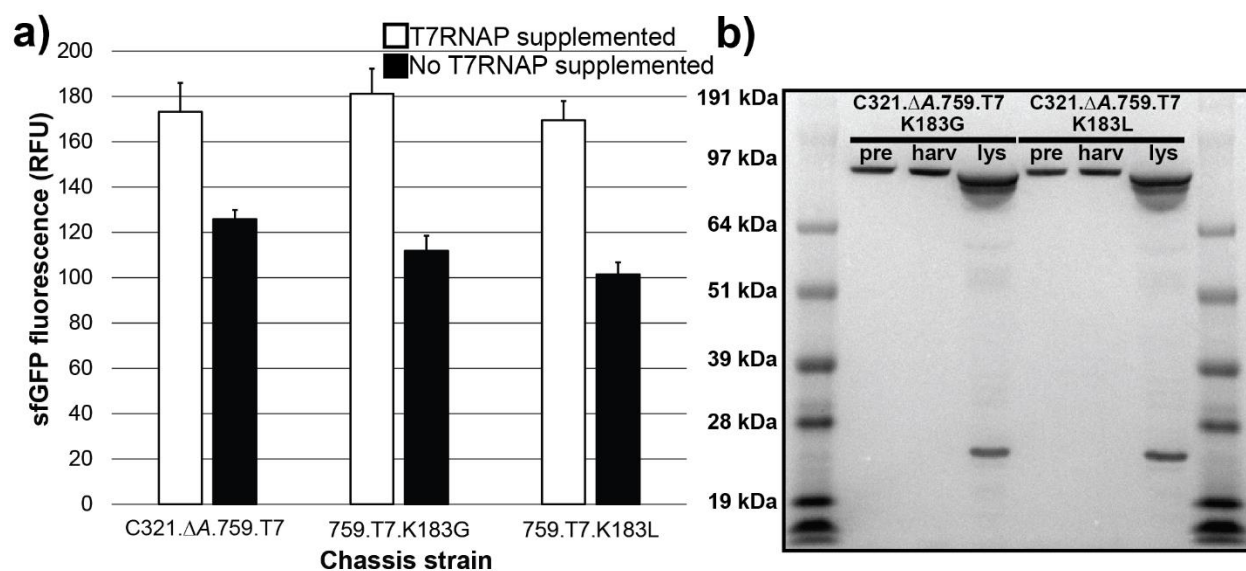 a)
T7RNAP supplemented
No T7RNAP supplemented
200
180
160
140
120
100
80
60
40
20
0
sfGFP fluorescence (RFU)
C321.ΔA.759.T7
759.T7.K183G
759.T7.K183L
Chassis strain
b)
C321.ΔA.759.T7
K183G
C321.ΔA.759.T7
K183L
pre harv lys pre harv lys
191 kDa
97 kDa
64 kDa
51 kDa
39 kDa
28 kDa
19 kDa